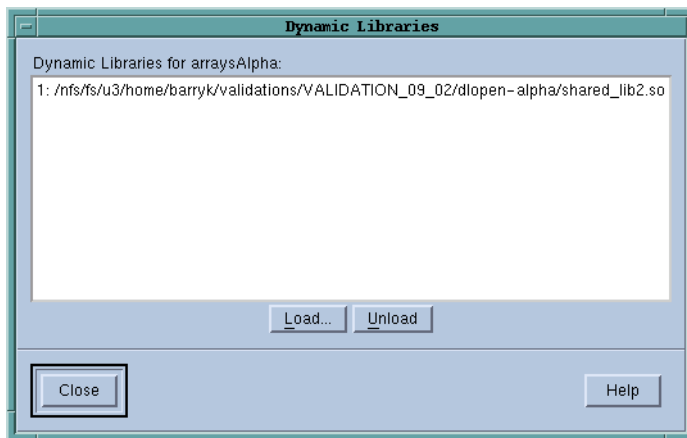 Dynamic Libraries
Dynamic Libraries for arraysAlpha:
1: /nfs/fs/u3/home/barryk/validations/VALIDATION_09_02/dlopen-alpha/shared_lib2.so
Load... Unload
Close Help